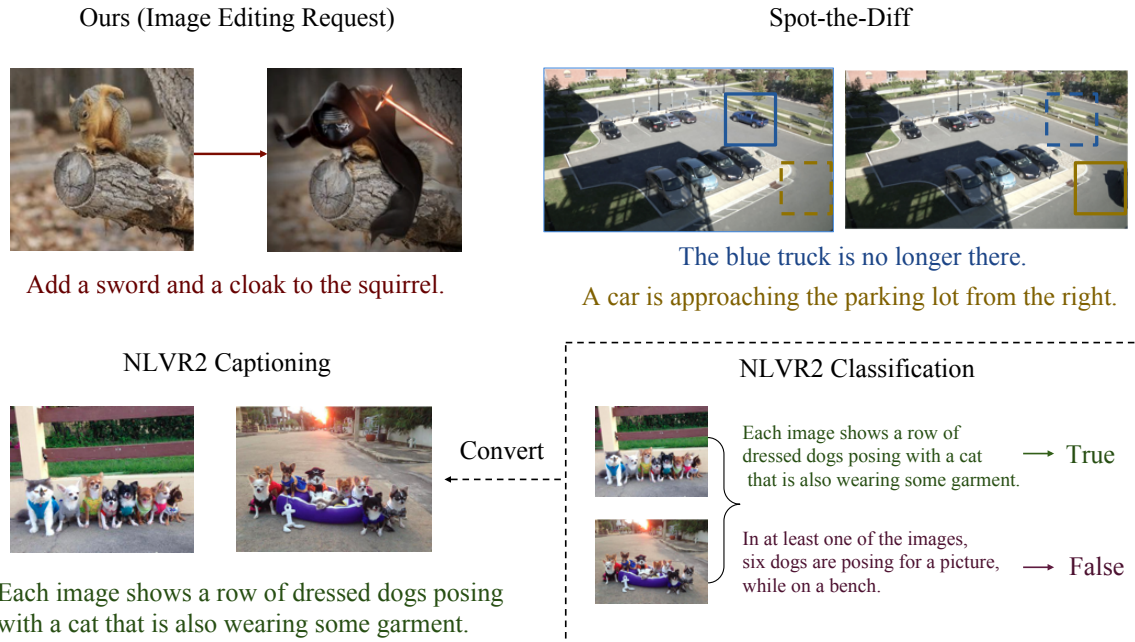 Ours (Image Editing Request)
Spot-the-Diff
Add a sword and a cloak to the squirrel.
The blue truck is no longer there.
A car is approaching the parking lot from the right.
NLVR2 Captioning
NLVR2 Classification
Convert
Each image shows a row of
dressed dogs posing with a cat
that is also wearing some garment.
True
In at least one of the images,
six dogs are posing for a picture,
while on a bench.
False
Each image shows a row of dressed dogs posing
with a cat that is also wearing some garment.